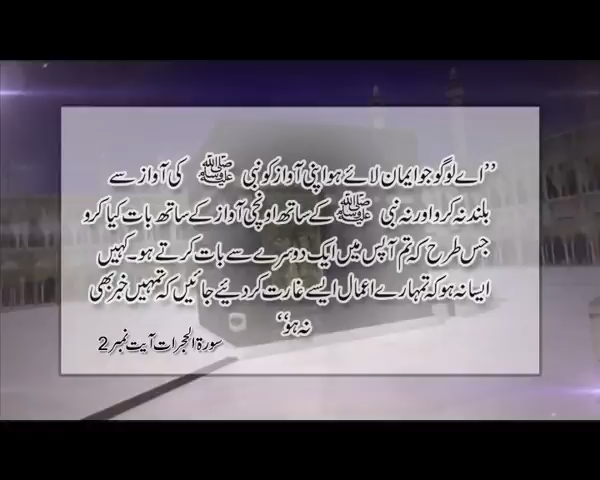 ”اے لوگو جو ایمان لائے ہو اپنی آواز کو نبی ﷺ کی آواز سے
بلند نہ کرو اور نہ نبی ﷺ کے ساتھ اونچی آواز کے ساتھ بات کیا کرو
جس طرح کہ تم آپس میں ایک دوسرے سے بات کرتے ہو۔ کہیں
ایسا نہ ہو کہ تمہارے اعمال ایسے غارت کر دئیے جائیں کہ تمہیں خبر بھی
نہ ہو“
سورۃ الحجرات آیت نمبر 2